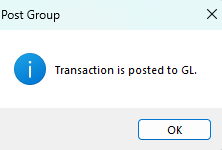 Post Group
Transaction is posted to GL.
OK